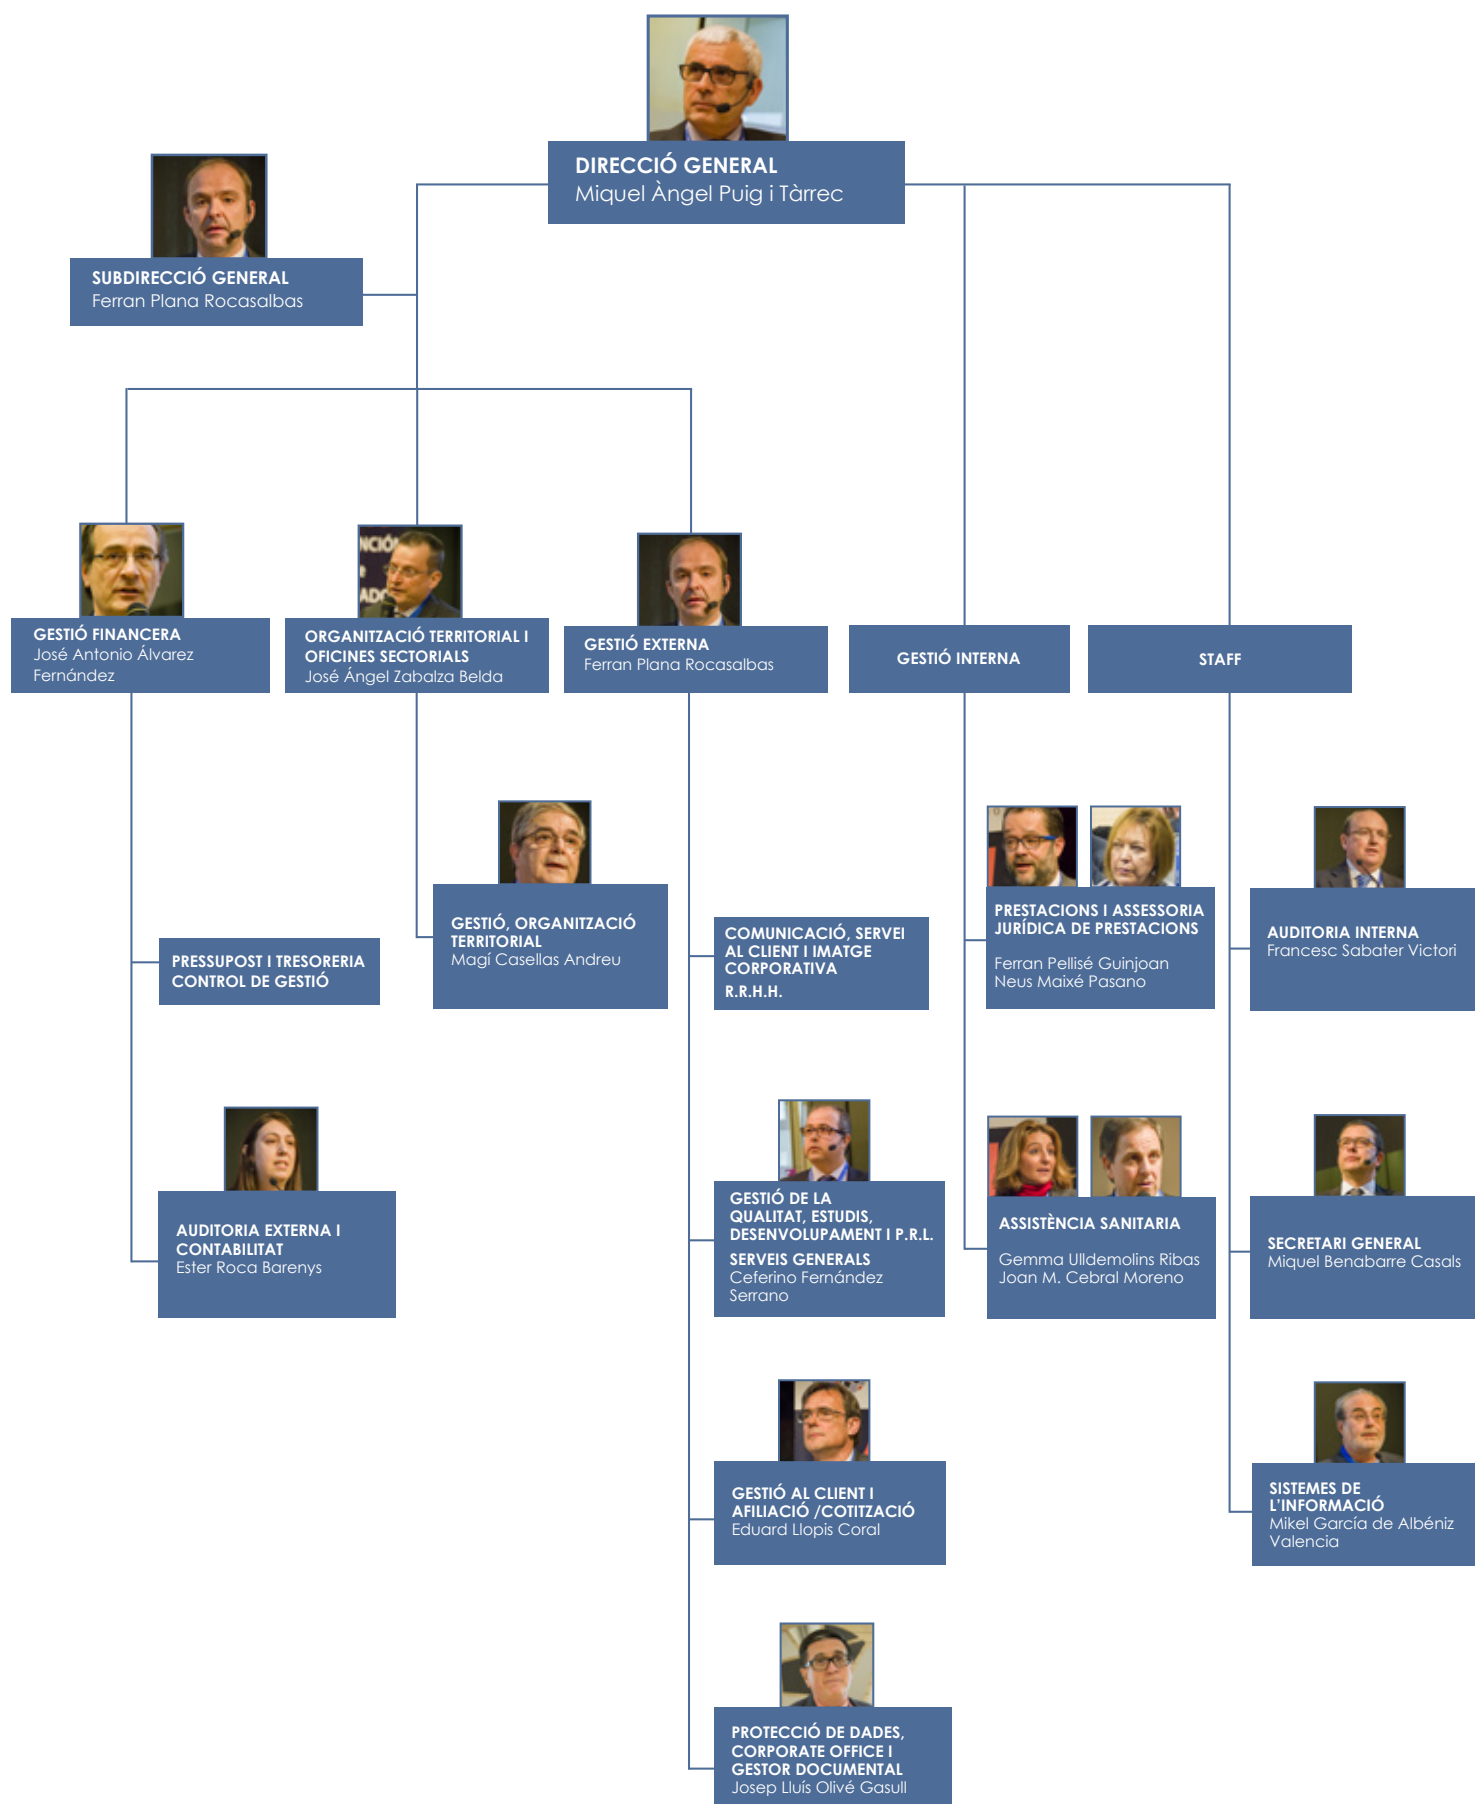 DIRECCIÓ GENERAL
Miquel Àngel Puig i Tàrrec
SUBDIRECCIÓ GENERAL
Ferran Plana Rocasalbas
GESTIÓ FINANCERA
José Antonio Álvarez
Fernández
ORGANITZACIÓ TERRITORIAL I
OFICINES SECTORIALS
José Ángel Zabalza Belda
GESTIÓ EXTERNA
Ferran Plana Rocasalbas
GESTIÓ INTERNA
STAFF
PRESSUPOST I TRESORERIA
CONTROL DE GESTIÓ
AUDITORIA EXTERNA I
CONTABILITAT
Ester Roca Barenys
GESTIÓ, ORGANITZACIÓ
TERRITORIAL
Magí Casellas Andreu
COMUNICACIÓ, SERVEI
AL CLIENT I IMATGE
CORPORATIVA
R.R.H.H.
GESTIÓ DE LA
QUALITAT, ESTUDIS,
DESENVOLUPAMENT I P.R.L.
SERVEIS GENERALS
Ceferino Fernández
Serrano
GESTIÓ AL CLIENT I
AFILIACIÓ /COTITZACIÓ
Eduard Llopis Coral
PROTECCIÓ DE DADES,
CORPORATE OFFICE I
GESTOR DOCUMENTAL
Josep Lluís Olivé Gasull
PRESTACIONS I ASSESSORIA
JURÍDICA DE PRESTACIONS
Ferran Pellisé Guinjoan
Neus Maixé Pasano
ASSISTÈNCIA SANITARIA
Gemma Ulldemolins Ribas
Joan M. Cebral Moreno
AUDITORIA INTERNA
Francesc Sabater Victori
SECRETARI GENERAL
Miquel Benabarre Casals
SISTEMES DE
L'INFORMACIÓ
Mikel García de Albéniz
Valencia